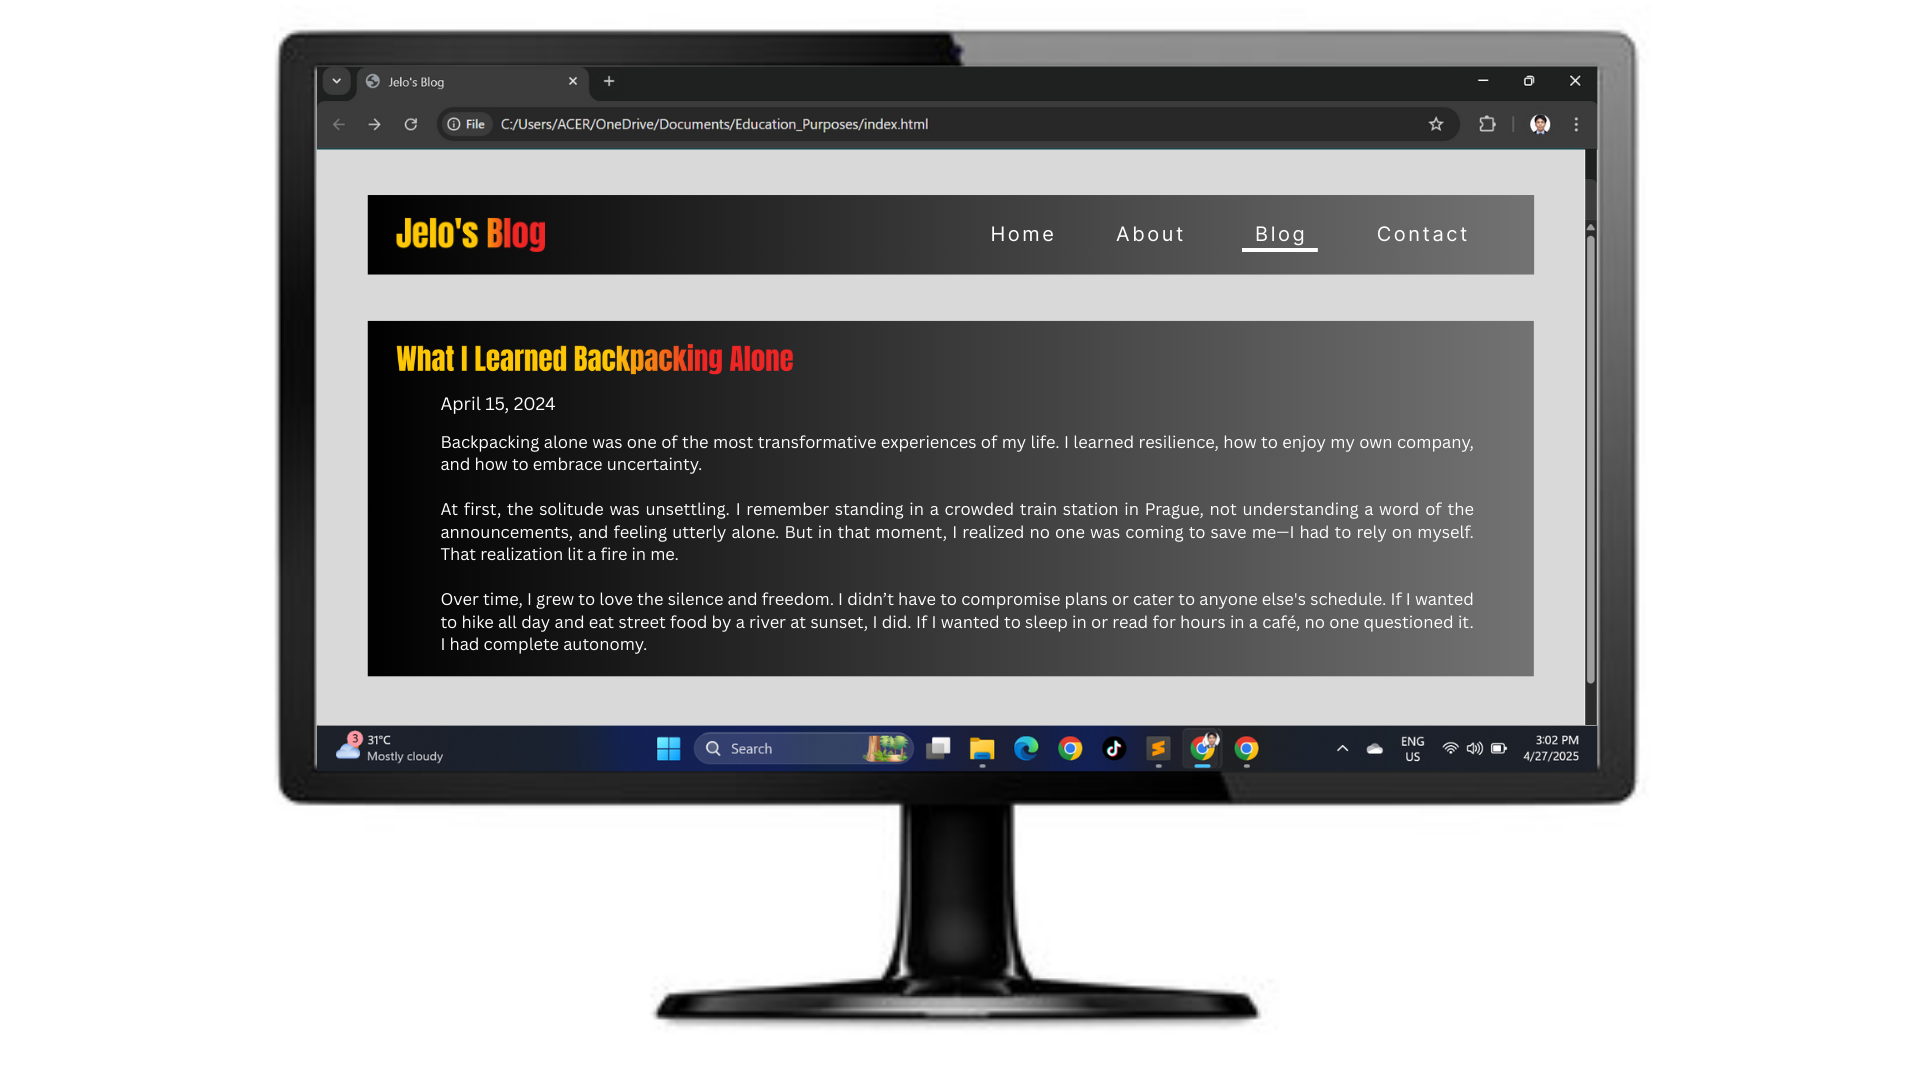 Jelo's Blog
File C:/Users/ACER/OneDrive/Documents/Education_Purposes/index.html
Jelo's Blog
Home About Blog Contact
What I Learned Backpacking Alone
April 15, 2024
Backpacking alone was one of the most transformative experiences of my life. I learned resilience, how to enjoy my own company,
and how to embrace uncertainty.
At first, the solitude was unsettling. I remember standing in a crowded train station in Prague, not understanding a word of the
announcements, and feeling utterly alone. But in that moment, I realized no one was coming to save me—I had to rely on myself.
That realization lit a fire in me.
Over time, I grew to love the silence and freedom. I didn’t have to compromise plans or cater to anyone else's schedule. If I wanted
to hike all day and eat street food by a river at sunset, I did. If I wanted to sleep in or read for hours in a café, no one questioned it.
I had complete autonomy.
3
31°C
Mostly cloudy
Search
ENG
US
3:02 PM
4/27/2025